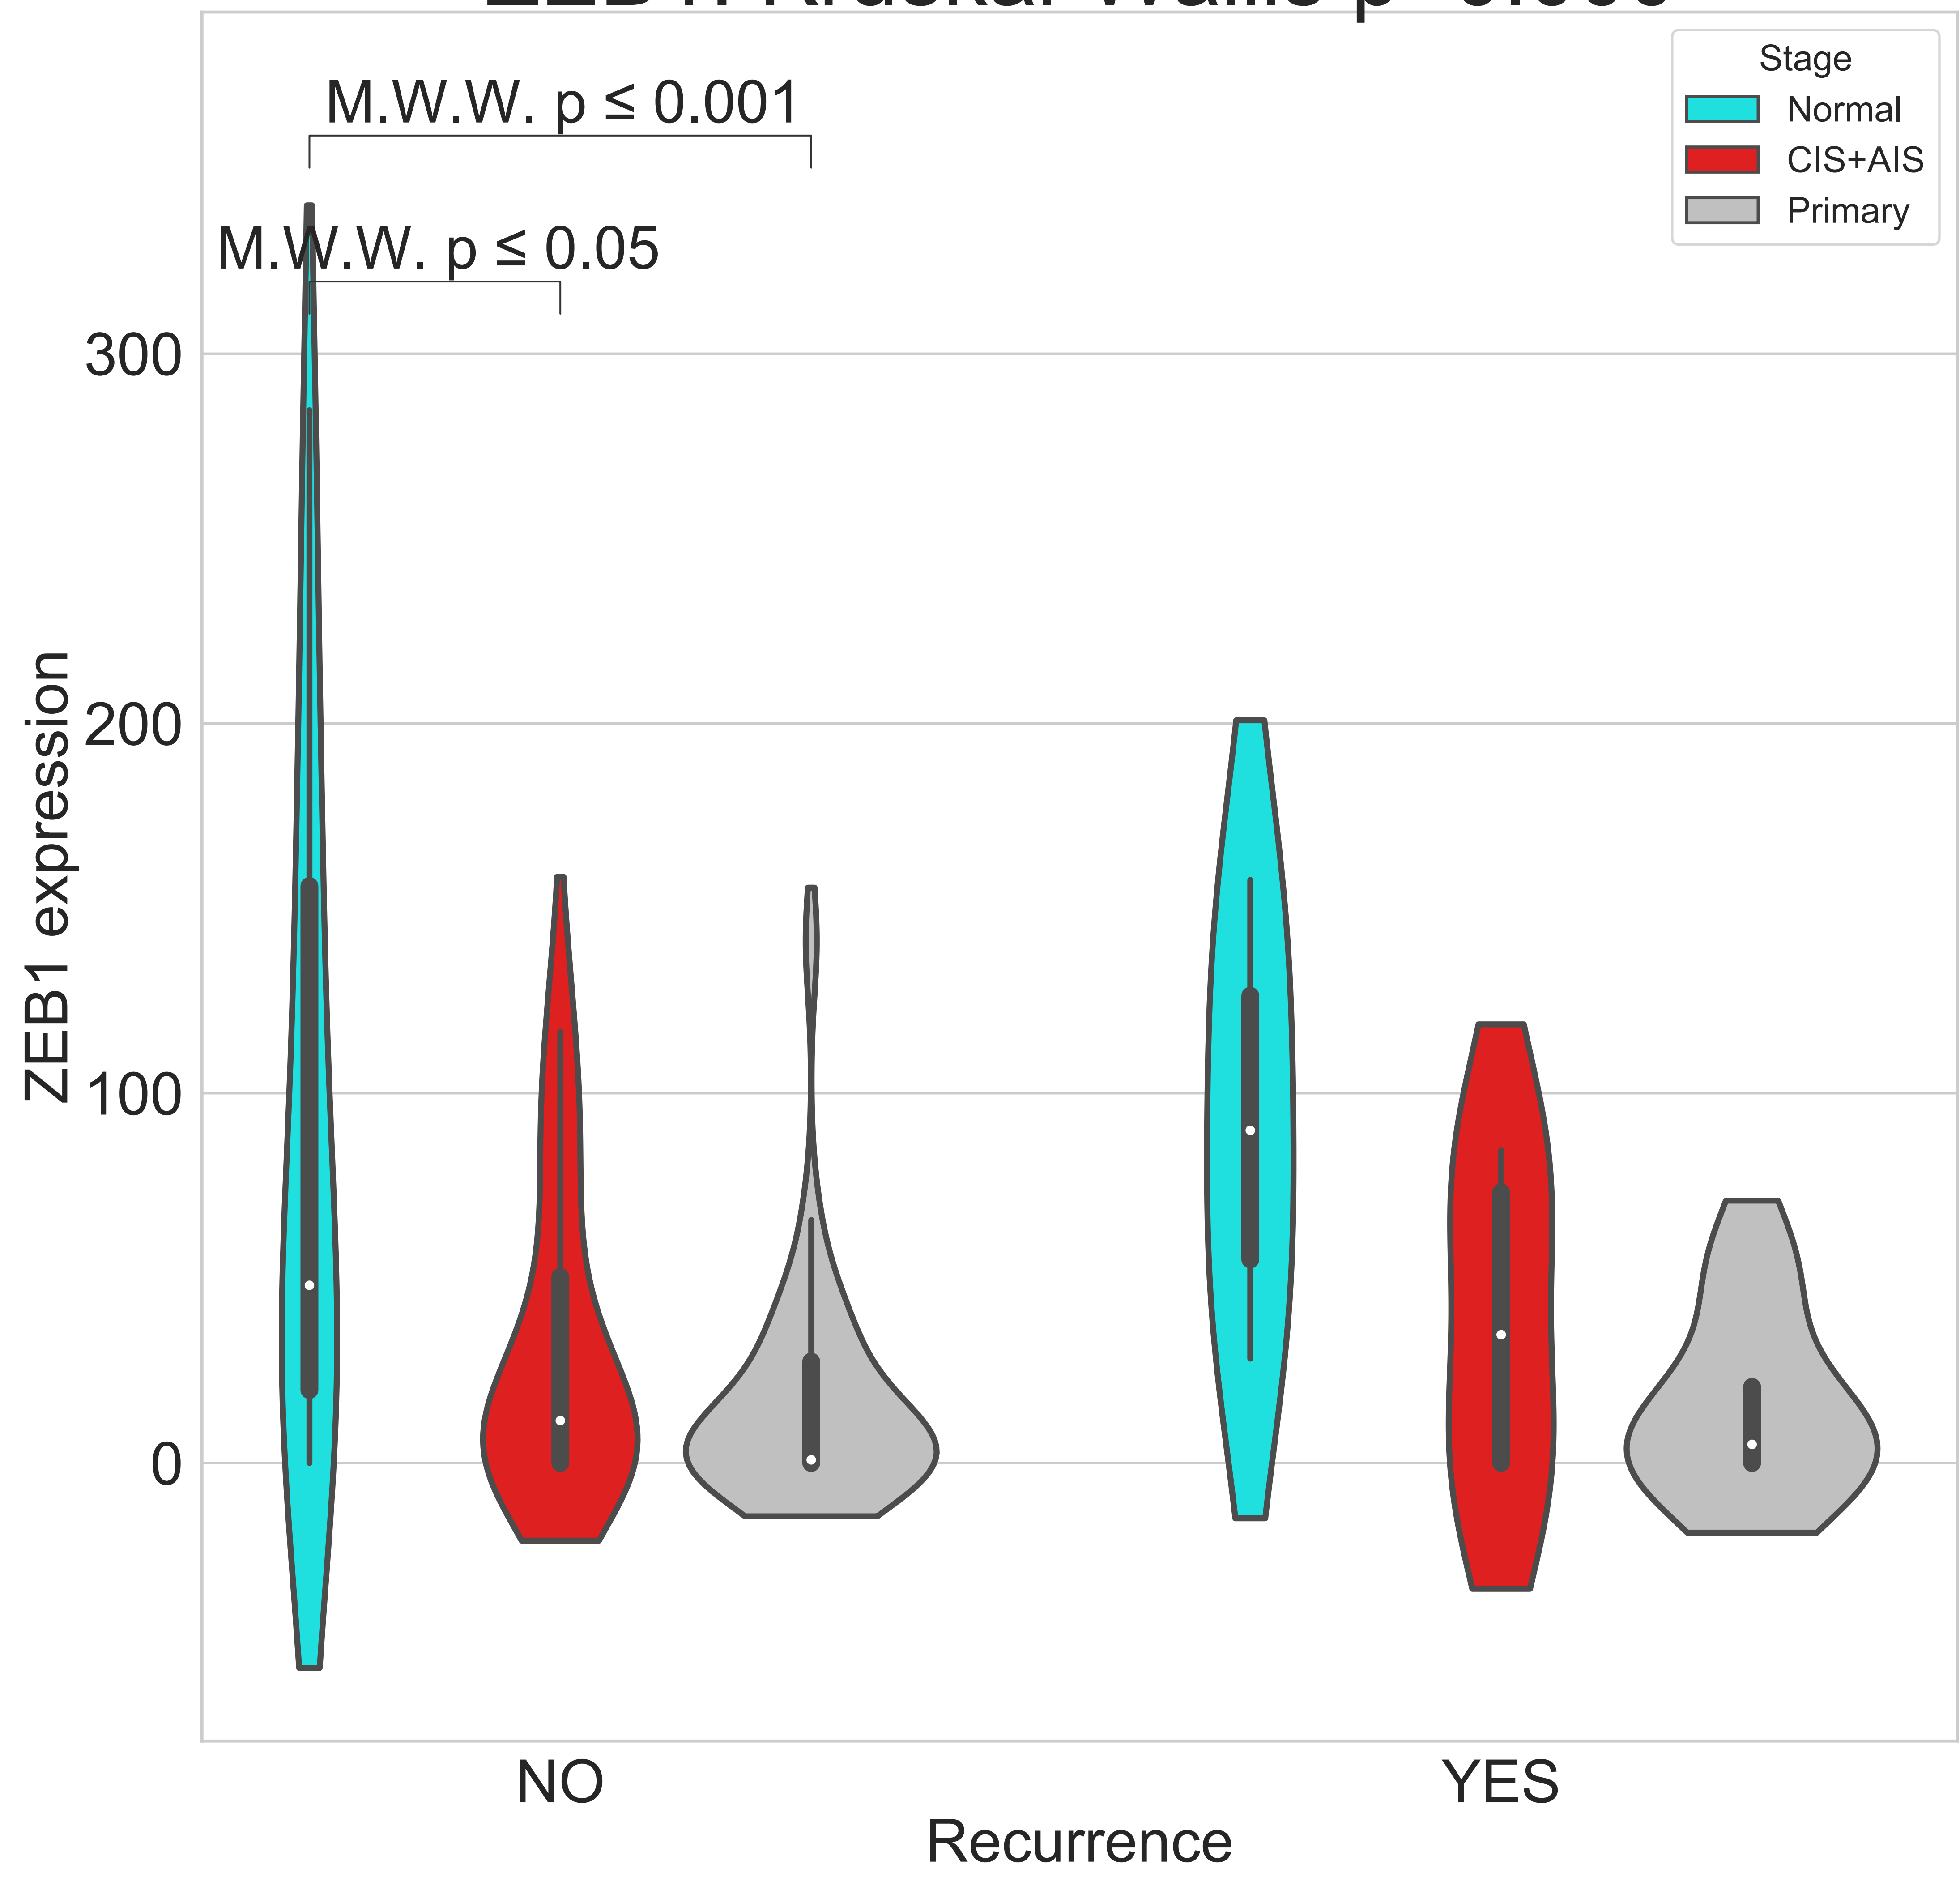 Stage
Normal
CIS+AIS
Primary
M.W.W. p ≤ 0.001
M.W.W. p ≤ 0.05
300
200
100
0
ZEB1 expression
NO
YES
Recurrence